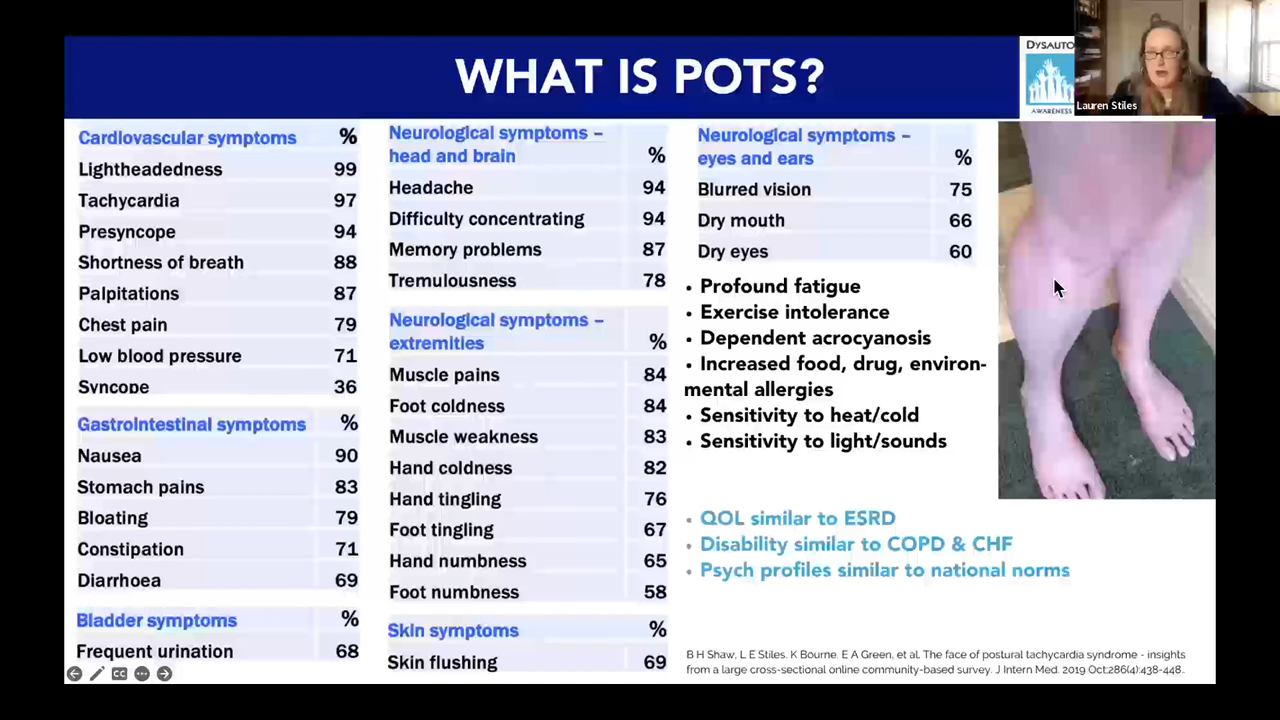 WHAT IS POTS?
DYSAUTO
AWARENESS
Lauren Stiles
Cardiovascular symptoms %
Lightheadedness 99
Tachycardia 97
Presyncope 94
Shortness of breath 88
Palpitations 87
Chest pain 79
Low blood pressure 71
Syncope 36
Gastrointestinal symptoms %
Nausea 90
Stomach pains 83
Bloating 79
Constipation 71
Diarrhoea 69
Bladder symptoms %
Frequent urination 68
Neurological symptoms –
head and brain %
Headache 94
Difficulty concentrating 94
Memory problems 87
Tremulousness 78
Neurological symptoms –
extremities %
Muscle pains 84
Foot coldness 84
Muscle weakness 83
Hand coldness 82
Hand tingling 76
Foot tingling 67
Hand numbness 65
Foot numbness 58
Skin symptoms %
Skin flushing 69
Neurological symptoms –
eyes and ears %
Blurred vision 75
Dry mouth 66
Dry eyes 60
• Profound fatigue
• Exercise intolerance
• Dependent acrocyanosis
• Increased food, drug, environ-
mental allergies
• Sensitivity to heat/cold
• Sensitivity to light/sounds
• QOL similar to ESRD
• Disability similar to COPD & CHF
• Psych profiles similar to national norms
B H Shaw, L E Stiles, K Bourne, E A Green, et al. The face of postural tachycardia syndrome - insights
from a large cross-sectional online community-based survey. J Intern Med. 2019 Oct;286(4):438-448..
CC